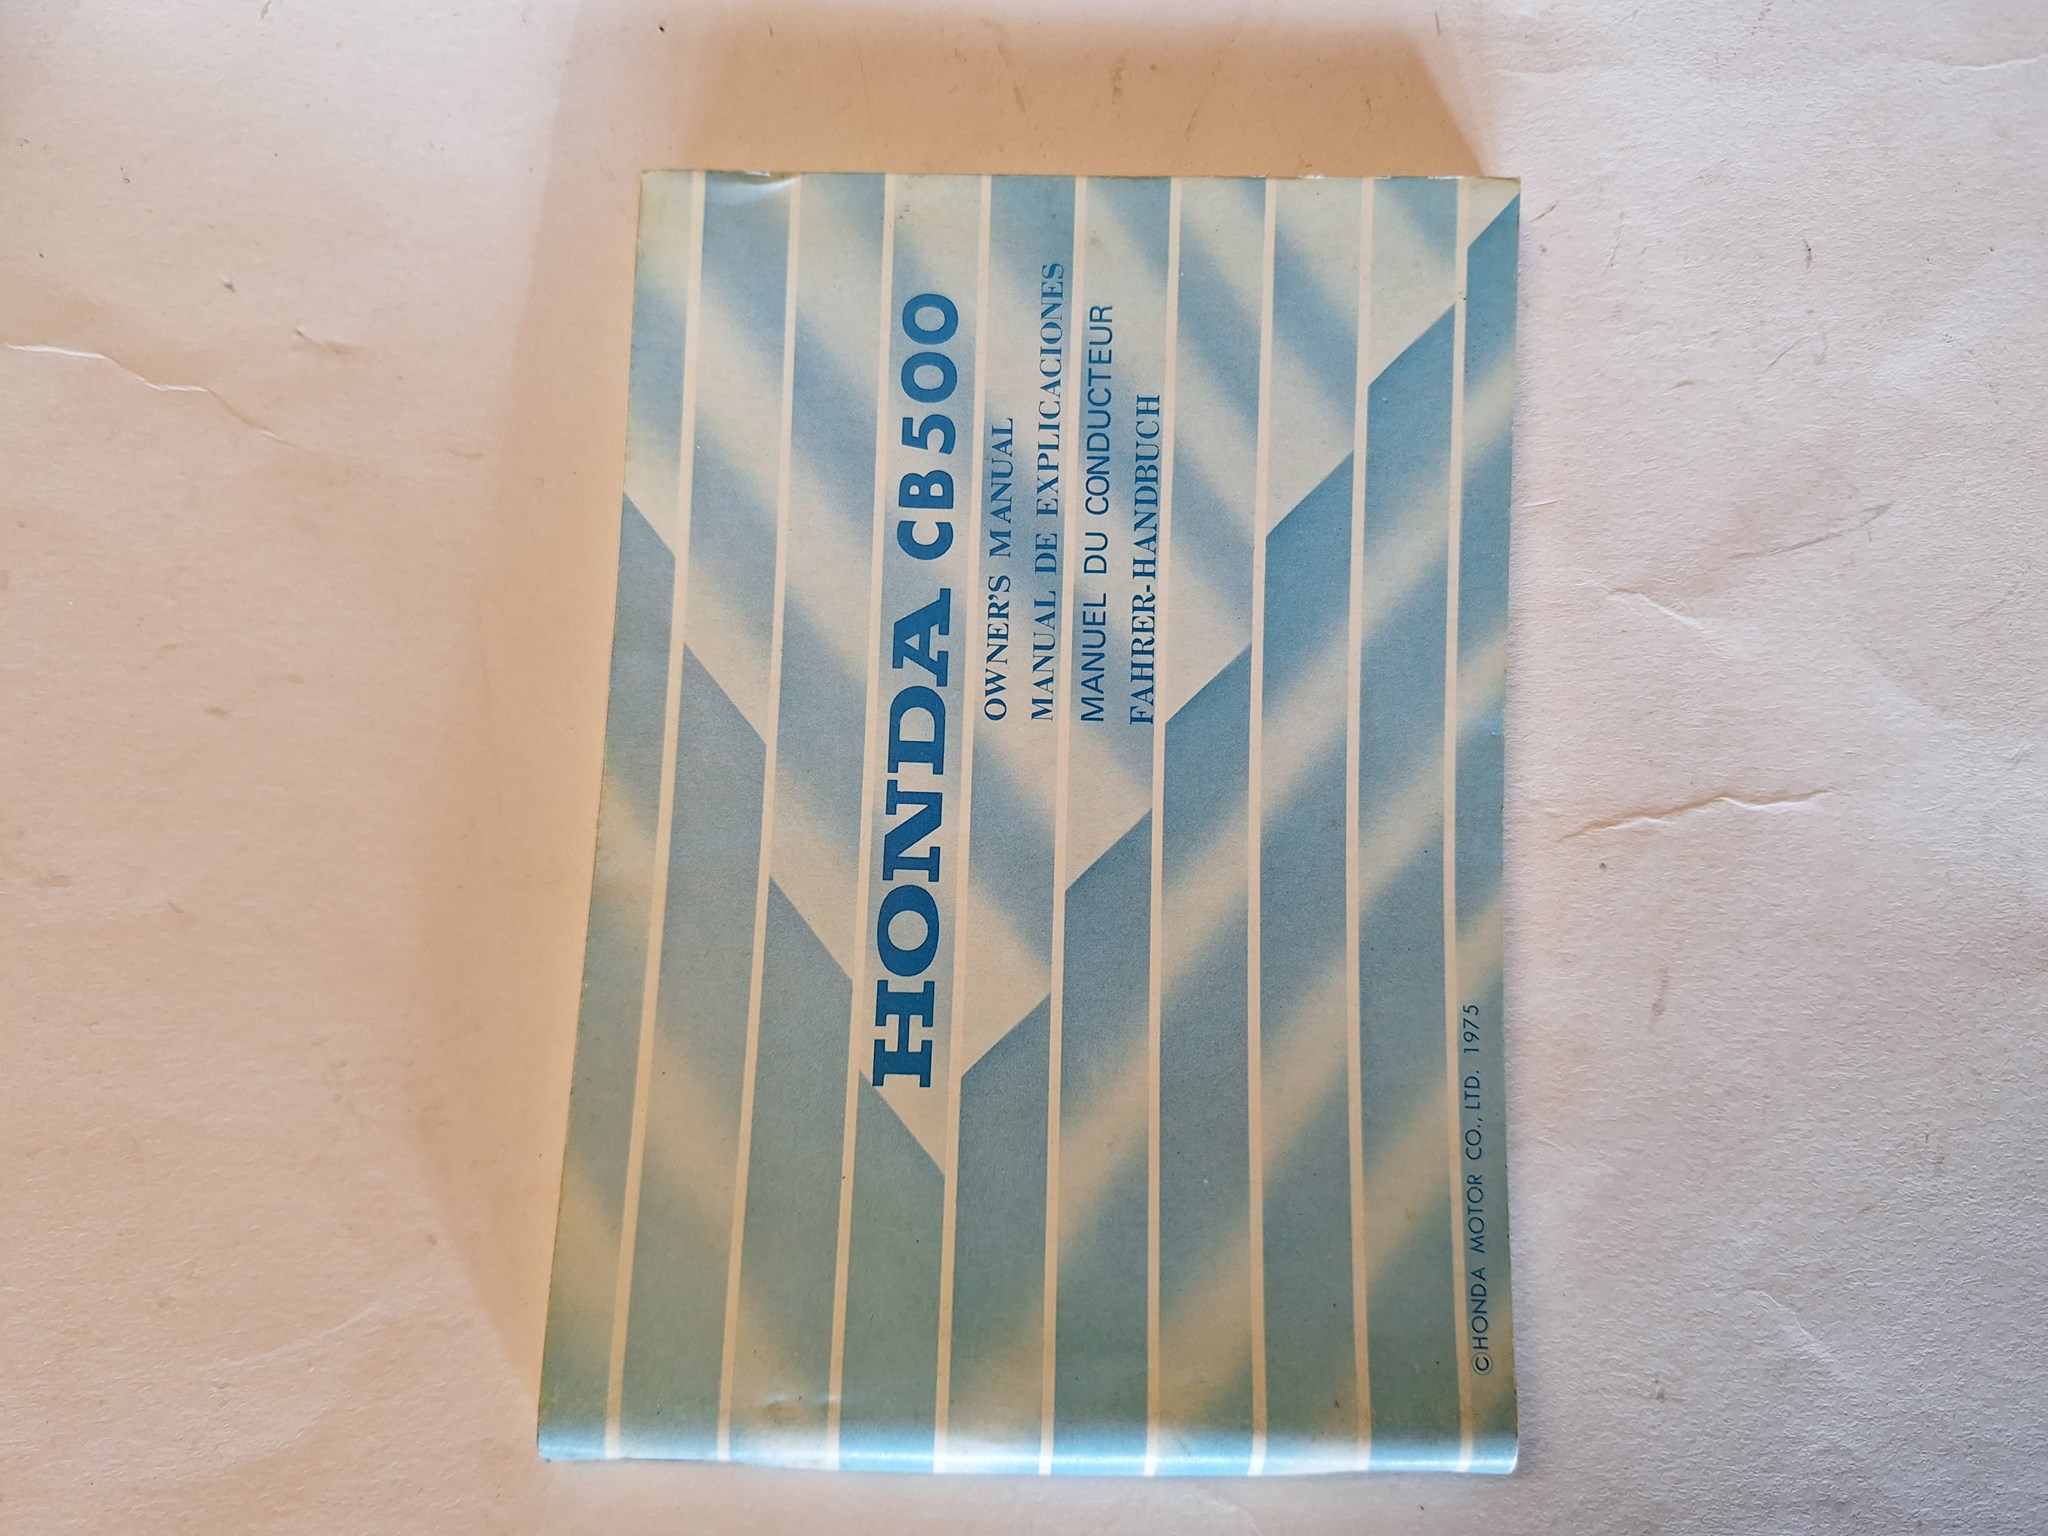 HONDA CB500
OWNER'S MANUAL
MANUAL DE EXPLICACIONES
MANUEL DU CONDUCTEUR
FAHRER-HANDBUCH
©HONDA MOTOR CO., LTD. 1975